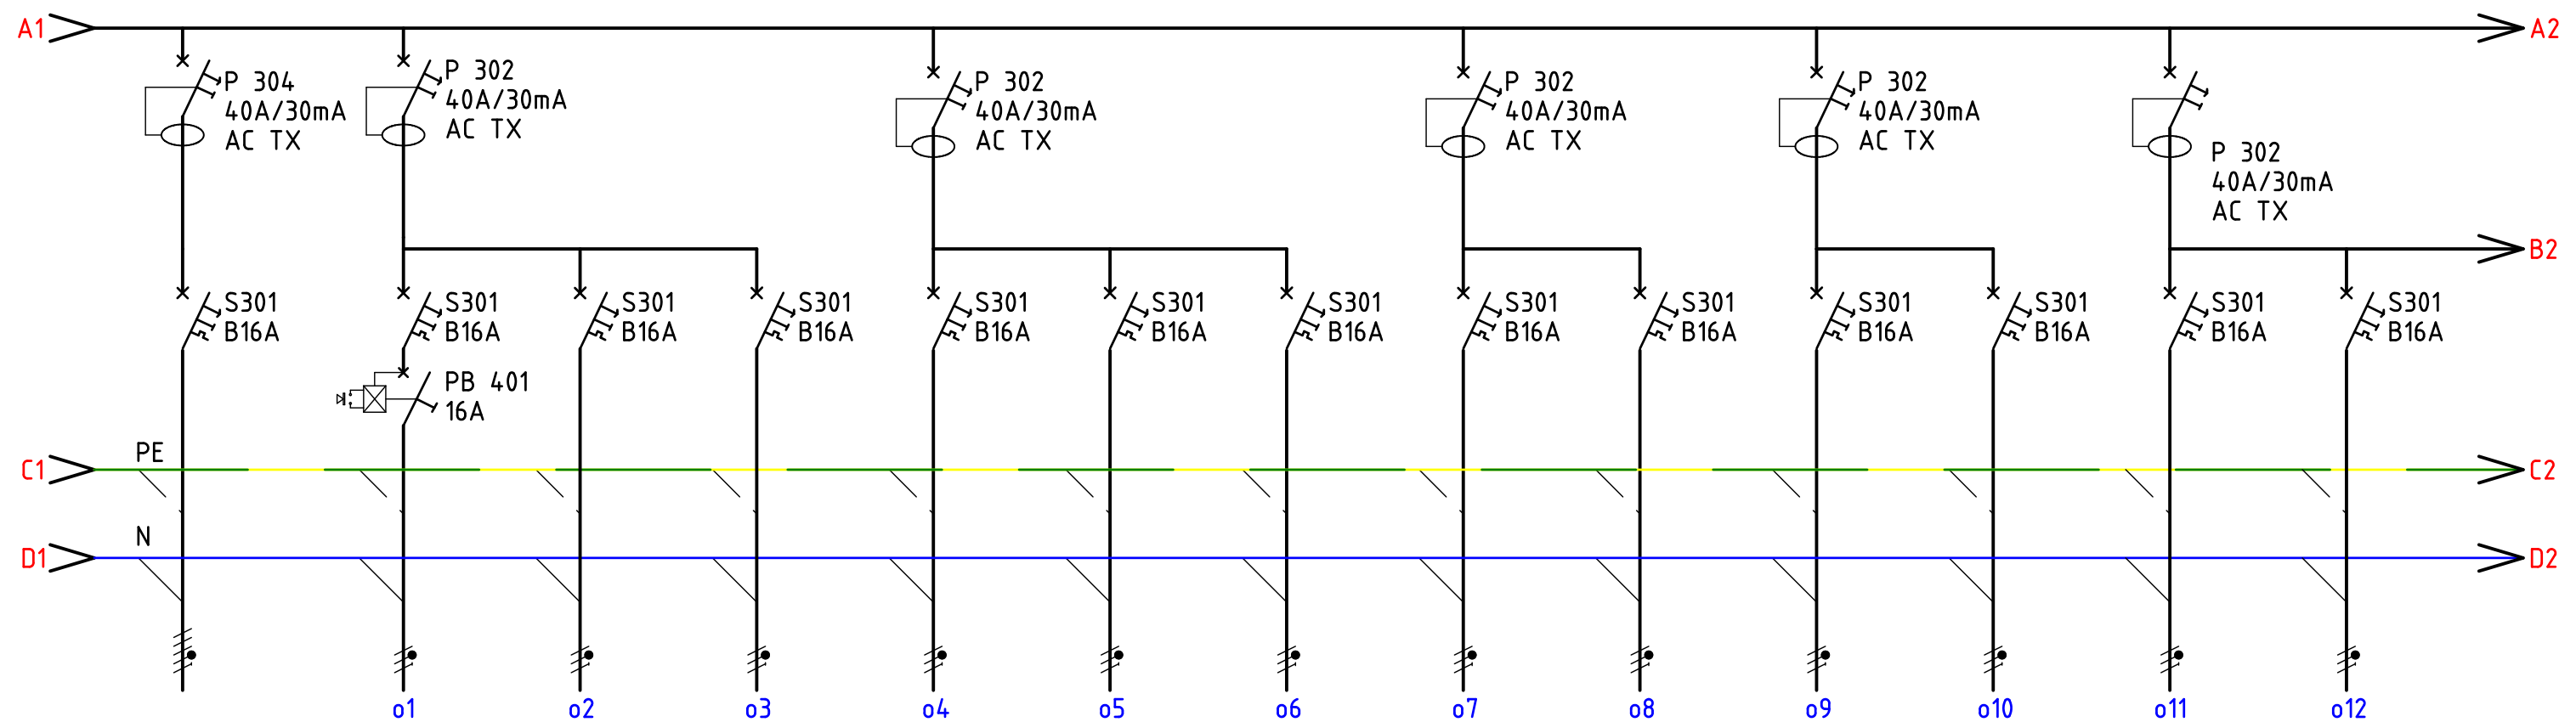 A1
A2
P 304
40A/30mA
AC TX
P 302
40A/30mA
AC TX
P 302
40A/30mA
AC TX
P 302
40A/30mA
AC TX
P 302
40A/30mA
AC TX
P 302
40A/30mA
AC TX
B2
S301
B16A
S301
B16A
S301
B16A
S301
B16A
S301
B16A
S301
B16A
S301
B16A
S301
B16A
S301
B16A
S301
B16A
S301
B16A
S301
B16A
S301
B16A
PB 401
16A
PE
C1
C2
N
D1
D2
o1
o2
o3
o4
o5
o6
o7
o8
o9
o10
o11
o12